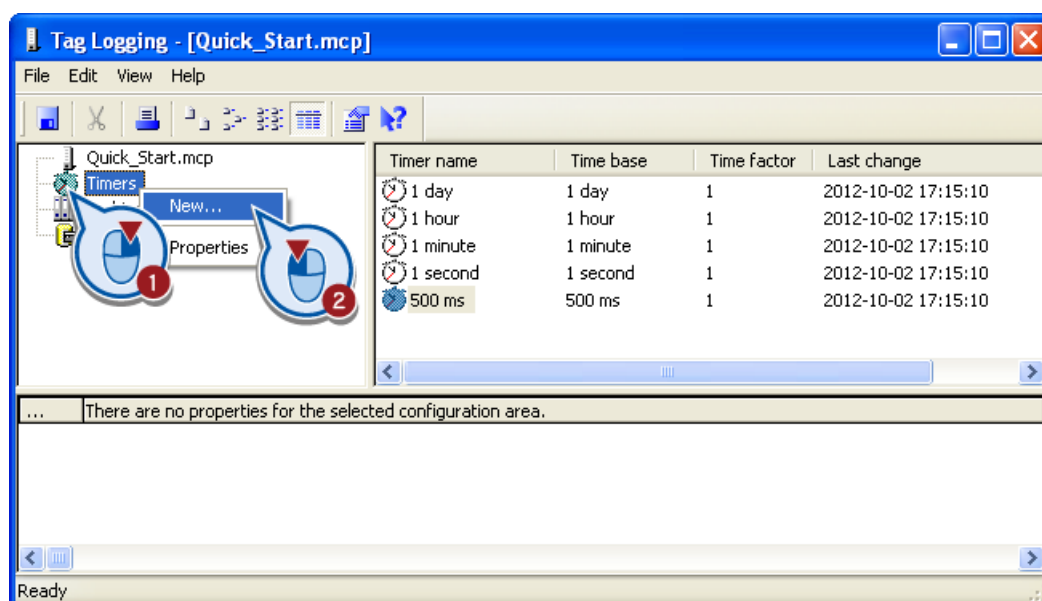 Tag Logging - [Quick_Start.mcp]
File Edit View Help
Quick_Start.mcp
Timers
New...
Properties
1
2
Timer name Time base Time factor Last change
1 day 1 day 1 2012-10-02 17:15:10
1 hour 1 hour 1 2012-10-02 17:15:10
1 minute 1 minute 1 2012-10-02 17:15:10
1 second 1 second 1 2012-10-02 17:15:10
500 ms 500 ms 1 2012-10-02 17:15:10
... There are no properties for the selected configuration area.
Ready